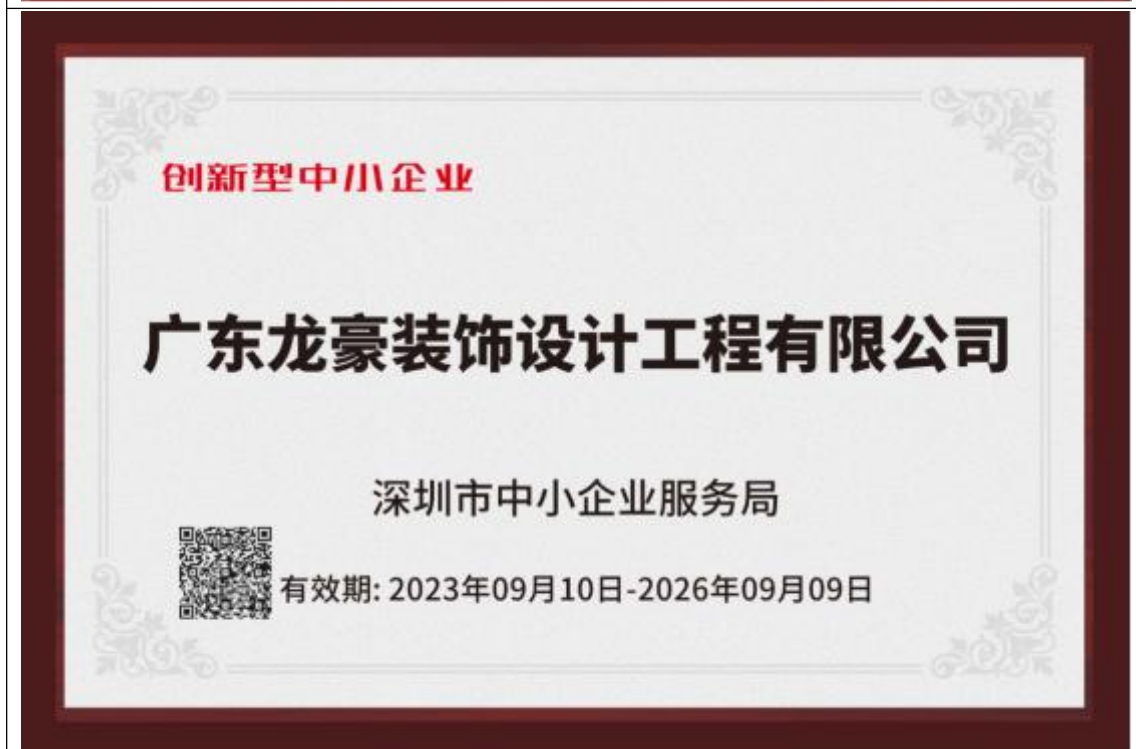 创新型中小企业
广东龙豪装饰设计工程有限公司
深圳市中小企业服务局
有效期: 2023年09月10日-2026年09月09日